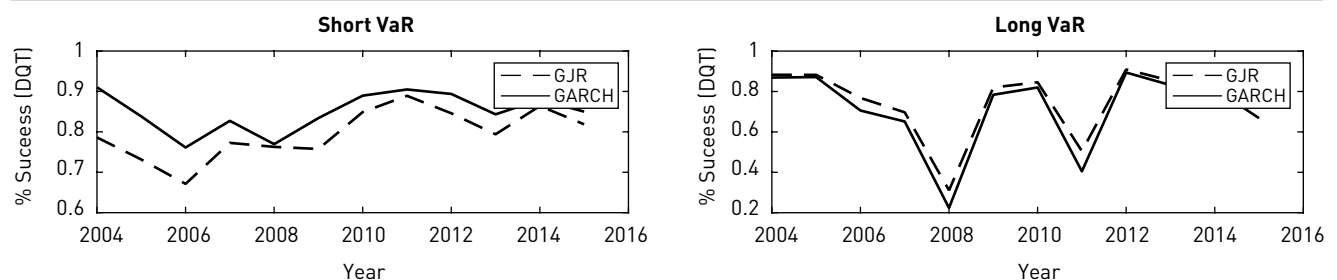 Short VaR
% Suceess (DQT)
1
0.9
0.8
0.7
0.6
GJR
GARCH
2004 2006 2008 2010 2012 2014 2016
Year
Long VaR
% Suceess (DQT)
1
0.8
0.6
0.4
0.2
GJR
GARCH
2004 2006 2008 2010 2012 2014 2016
Year